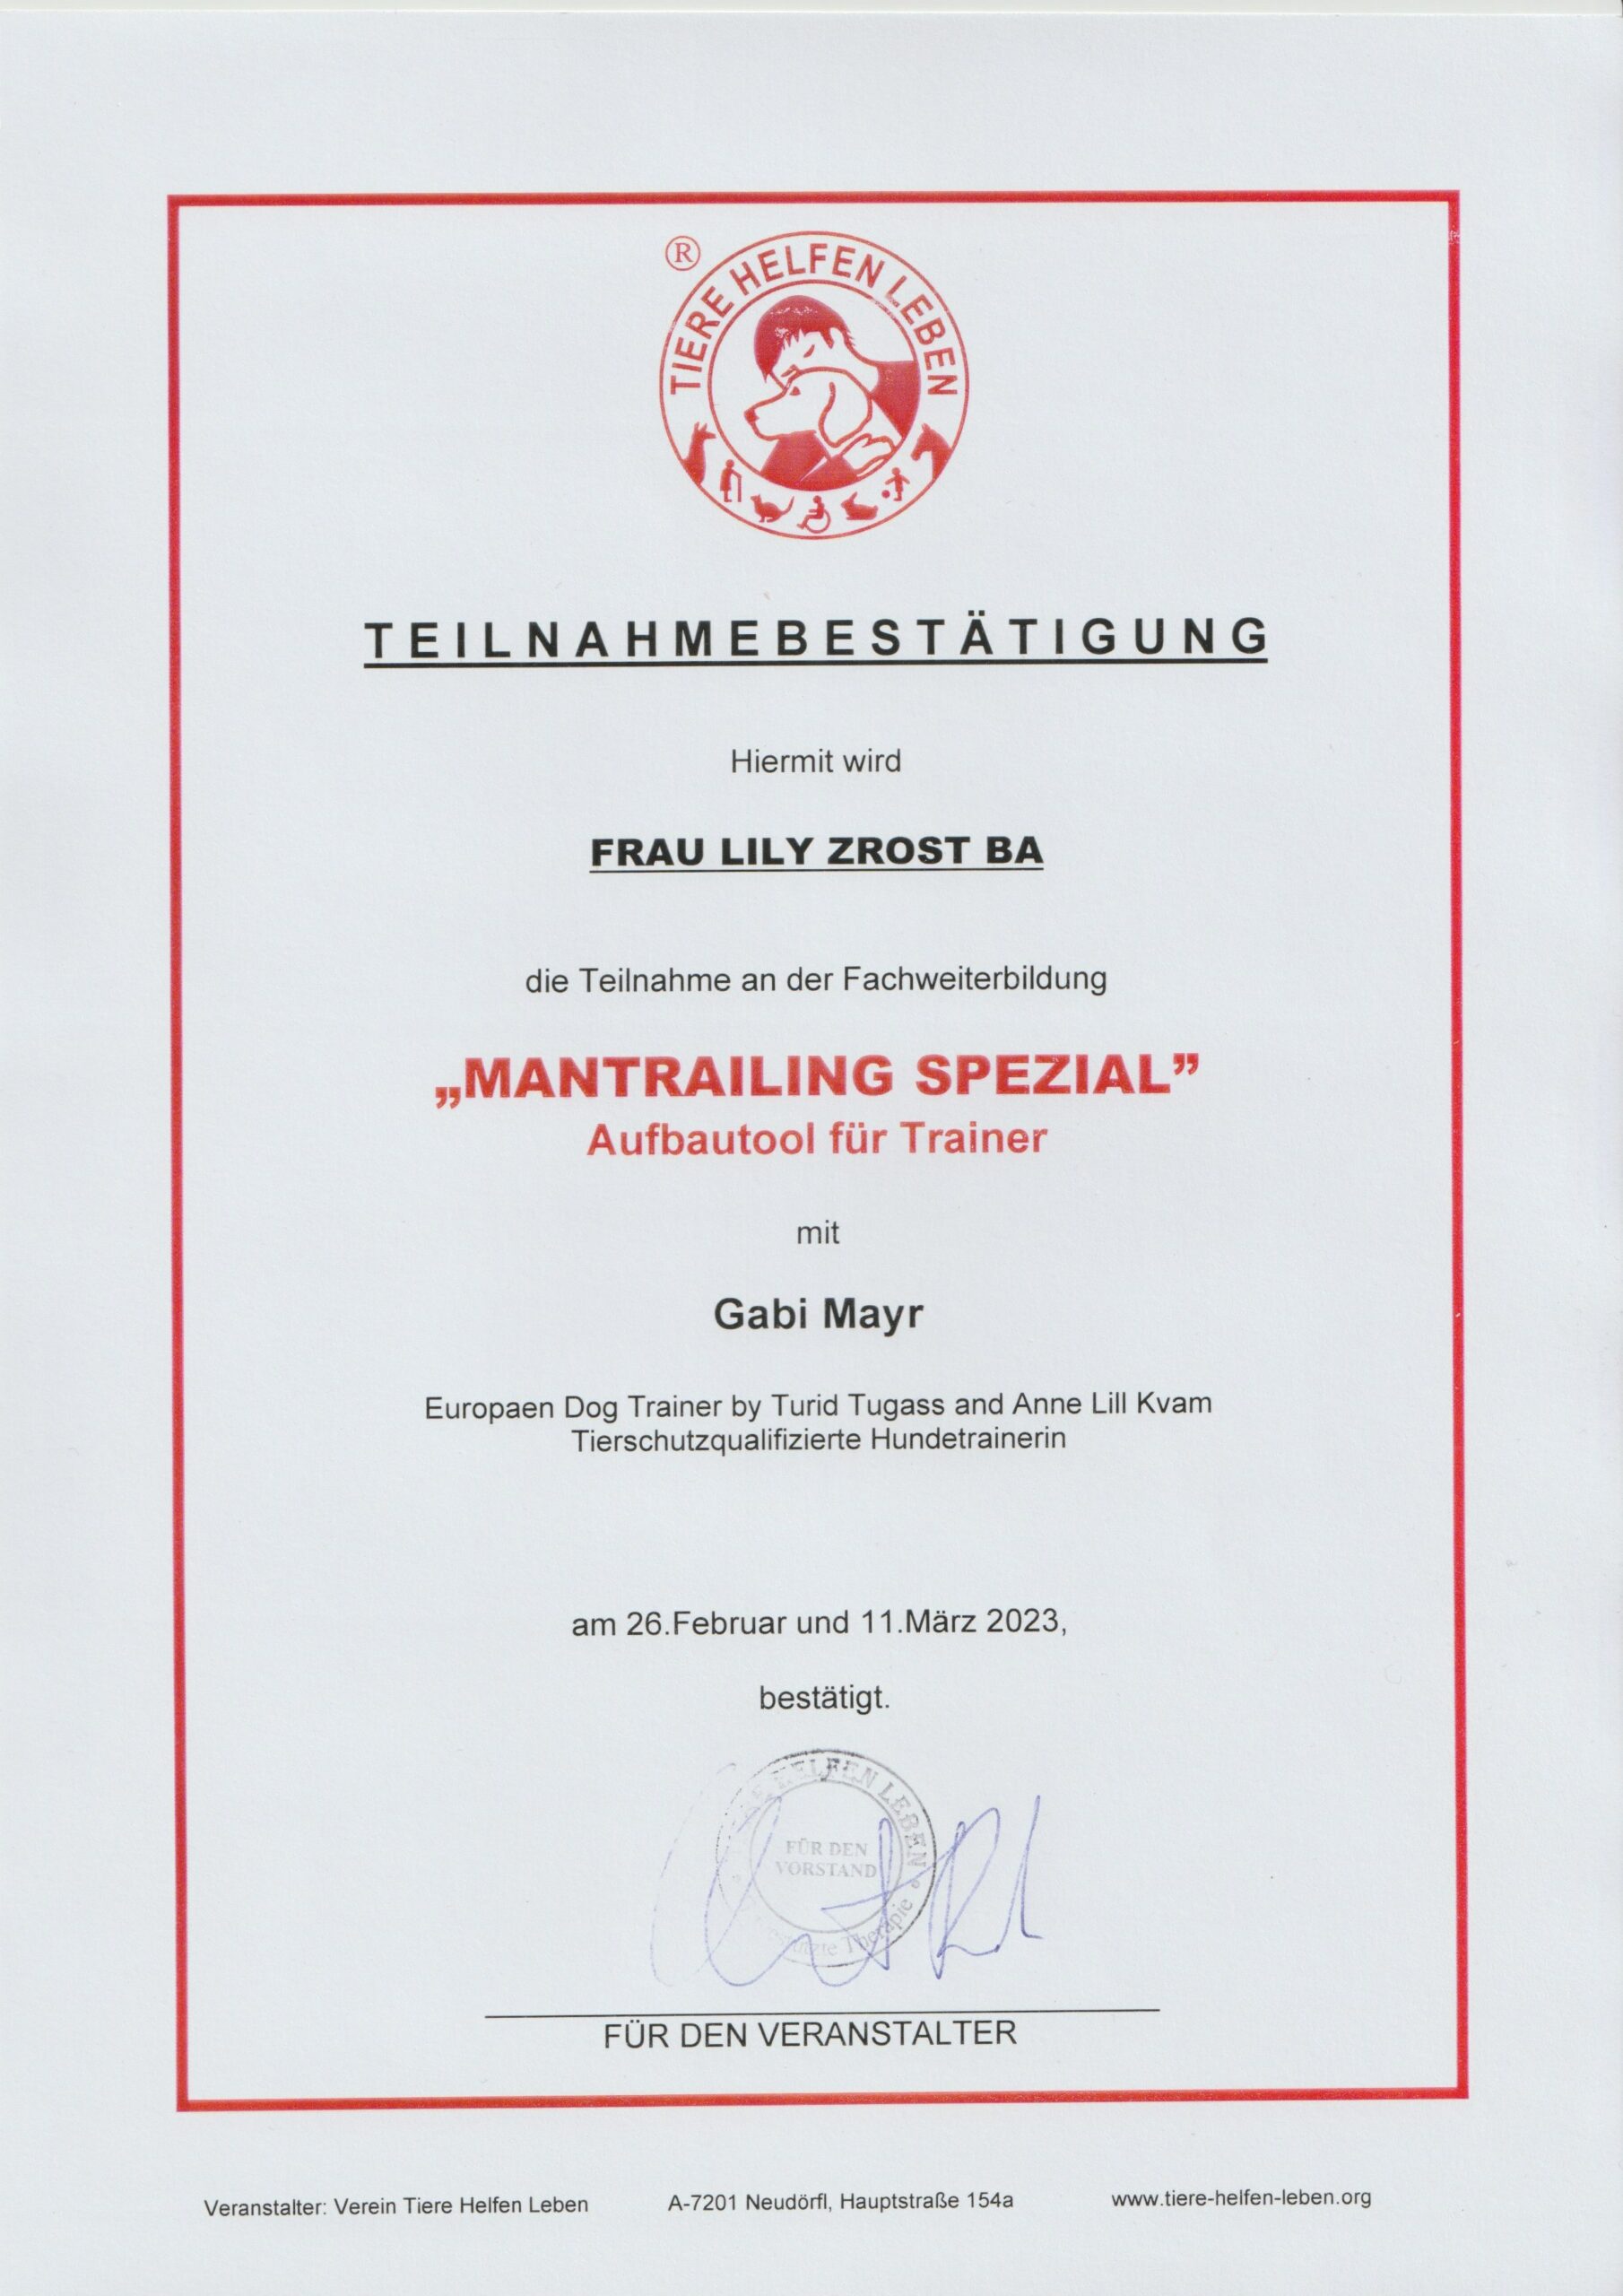 ®
TIERE HELFEN LEBEN
TEILNAHMEBESTÄTIGUNG
Hiermit wird
FRAU LILY ZROST BA
die Teilnahme an der Fachweiterbildung
„MANTRAILING SPEZIAL”
Aufbautool für Trainer
mit
Gabi Mayr
Europaen Dog Trainer by Turid Tugass and Anne Lill Kvam
Tierschutzqualifizierte Hundetrainerin
am 26.Februar und 11.März 2023,
bestätigt.
HELFEN LEBEN
FÜR DEN
VORSTAND
Therapie
FÜR DEN VERANSTALTER
Veranstalter: Verein Tiere Helfen Leben A-7201 Neudörfl, Hauptstraße 154a www.tiere-helfen-leben.org